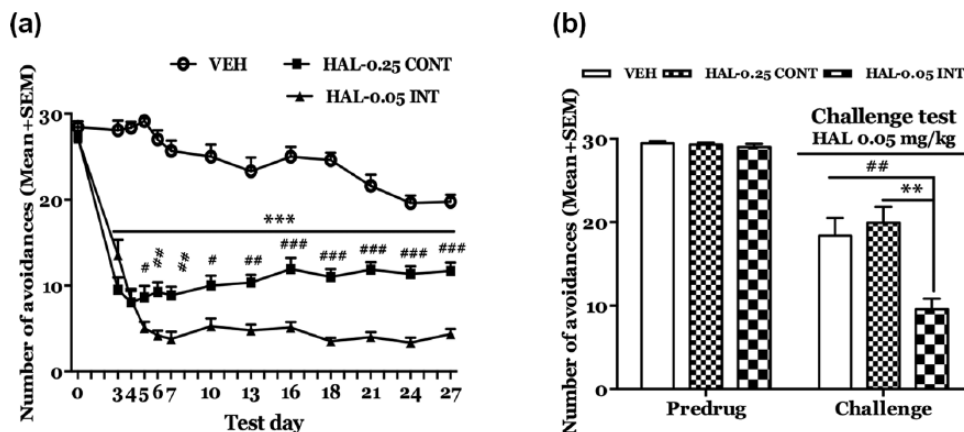 (a)
VEH
HAL-0.25 CONT
HAL-0.05 INT
Number of avoidances (Mean+SEM)
30
20
10
0
***
# ## ## # ## ### ### ### ### ###
0 3 4 5 6 7 10 13 16 18 21 24 27
Test day
(b)
VEH HAL-0.25 CONT HAL-0.05 INT
Number of avoidances (Mean+SEM)
30
20
10
0
Challenge test
HAL 0.05 mg/kg
##
**
Predrug Challenge